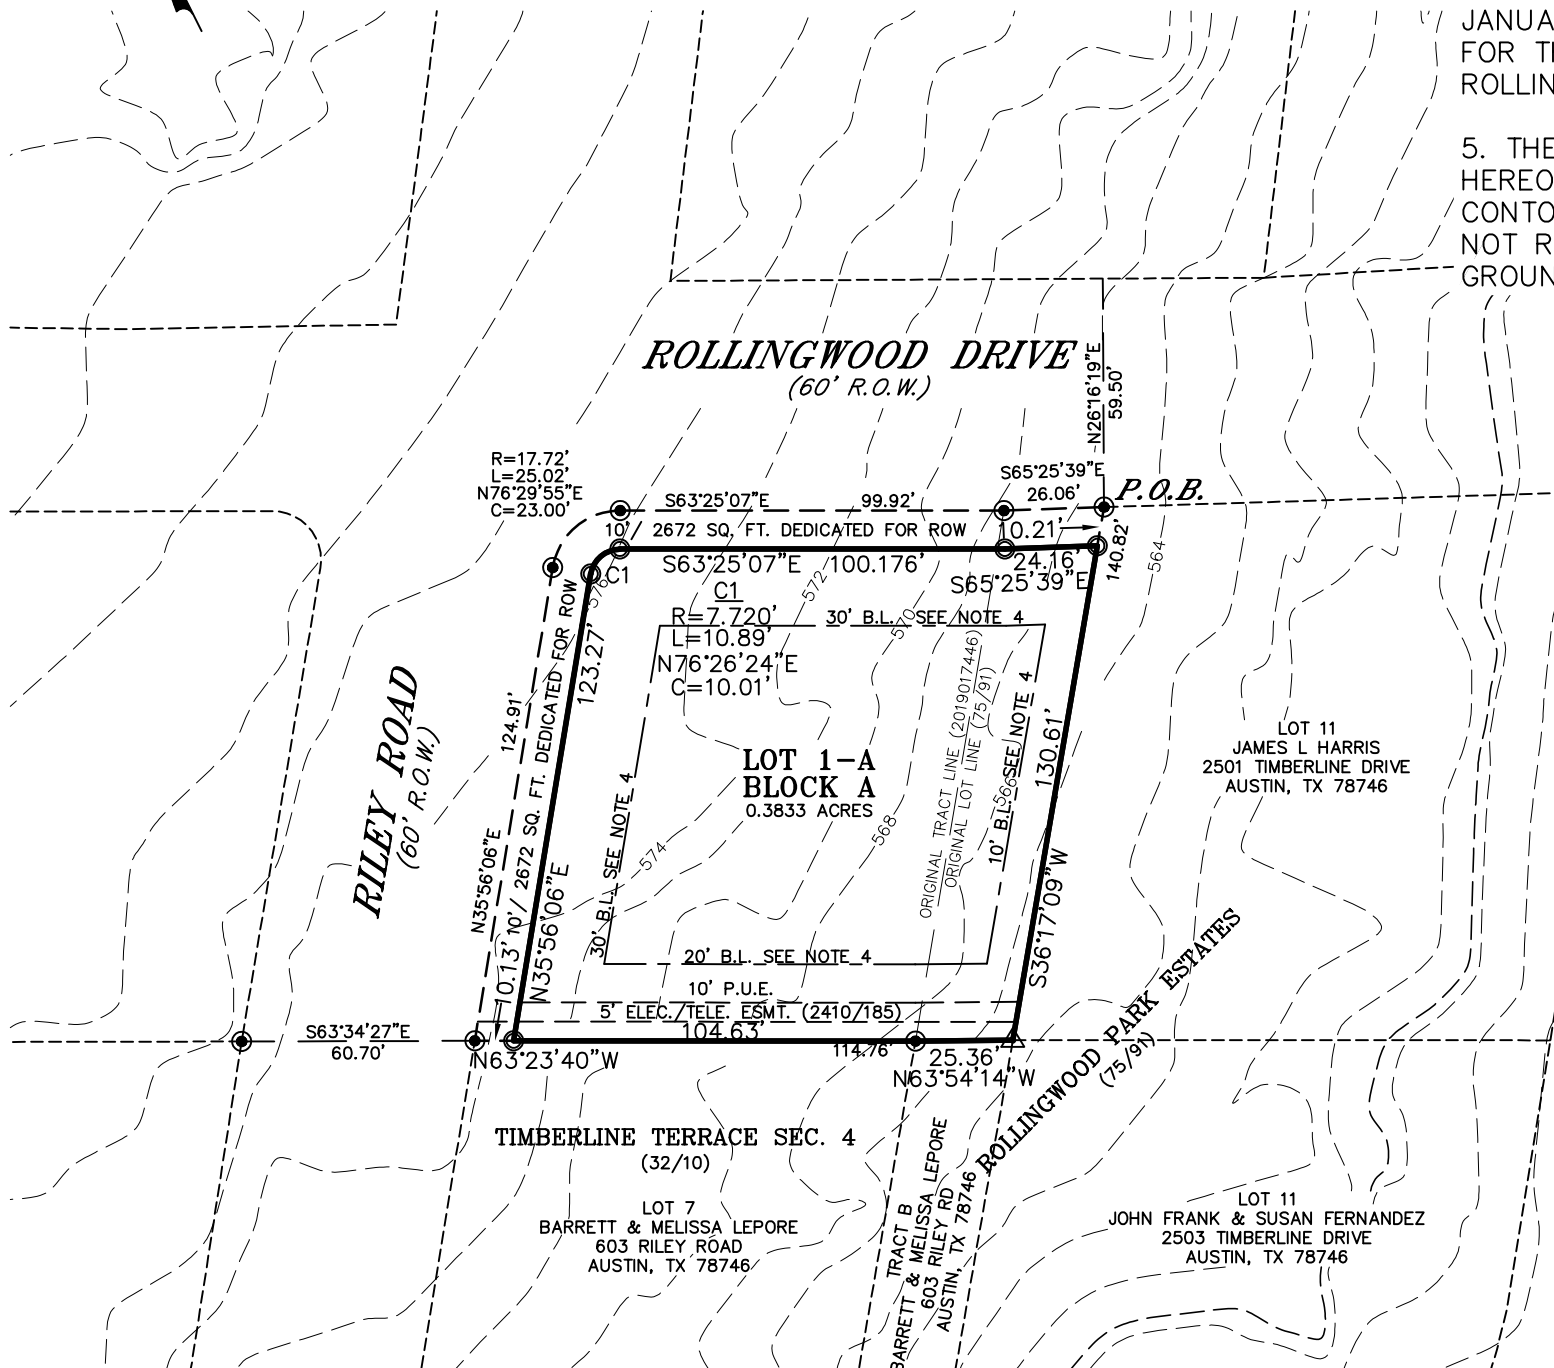 JANUA
FOR T
ROLLIN
5. THE
HEREO
CONTO
NOT R
GROUN
ROLLINGWOOD DRIVE
(60' R.O.W.)
N26°16'19"E
59.50'
R=17.72'
L=25.02'
N76°29'55"E
C=23.00'
S63°25'07"E 99.92'
S65°25'39"E
26.06'
P.O.B.
10'
2672 SQ. FT. DEDICATED FOR ROW
10.21'
140.82'
564
C1
S63°25'07"E 100.176'
24.16'
S65°25'39"E
576
572
570
C1
R=7.720'
L=10.89'
N76°26'24"E
C=10.01'
30' B.L. SEE NOTE 4
123.27'
124.91'
N35°56'06"E
10'/ 2672 SQ. FT. DEDICATED FOR ROW
10.13'
N35°56'06"E
RILEY ROAD
(60' R.O.W.)
30' B.L. SEE NOTE 4
574
LOT 1-A
BLOCK A
0.3833 ACRES
568
ORIGINAL TRACT LINE (2019017446)
ORIGINAL LOT LINE (75/91)
566
10' B.L. SEE NOTE 4
130.61'
S36°17'09"W
LOT 11
JAMES L HARRIS
2501 TIMBERLINE DRIVE
AUSTIN, TX 78746
20' B.L. SEE NOTE 4
10' P.U.E.
5' ELEC./TELE. ESMT. (2410/185)
S63°34'27"E
60.70'
104.63'
N63°23'40"W
114.76'
25.36'
N63°54'14"W
ROLLINGWOOD PARK ESTATES
(75/91)
TIMBERLINE TERRACE SEC. 4
(32/10)
LOT 7
BARRETT & MELISSA LEPORE
603 RILEY ROAD
AUSTIN, TX 78746
TRACT B
BARRETT & MELISSA LEPORE
603 RILEY RD
AUSTIN, TX 78746
LOT 11
JOHN FRANK & SUSAN FERNANDEZ
2503 TIMBERLINE DRIVE
AUSTIN, TX 78746